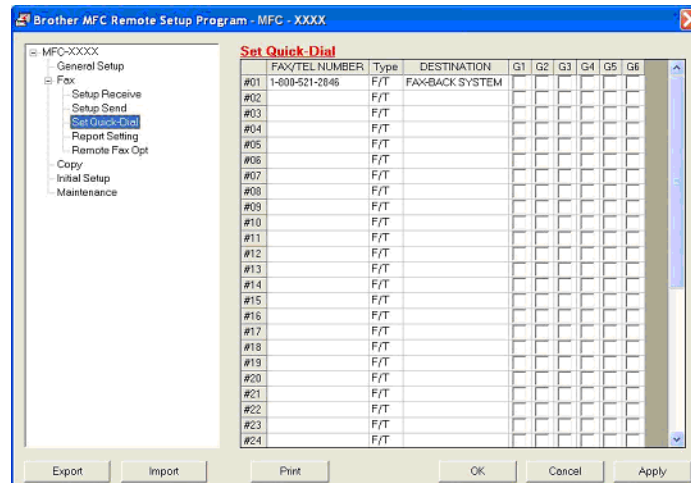 Brother MFC Remote Setup Program - MFC - XXXX
MFC-XXXX
General Setup
Fax
Setup Receive
Setup Send
Set Quick-Dial
Report Setting
Remote Fax Opt
Copy
Initial Setup
Maintenance
Set Quick-Dial
FAX/TEL NUMBER Type DESTINATION G1 G2 G3 G4 G5 G6
#01 1-800-521-2846 F/T FAX-BACK SYSTEM
#02 F/T
#03 F/T
#04 F/T
#05 F/T
#06 F/T
#07 F/T
#08 F/T
#09 F/T
#10 F/T
#11 F/T
#12 F/T
#13 F/T
#14 F/T
#15 F/T
#16 F/T
#17 F/T
#18 F/T
#19 F/T
#20 F/T
#21 F/T
#22 F/T
#23 F/T
#24 F/T
Export Import Print OK Cancel Apply